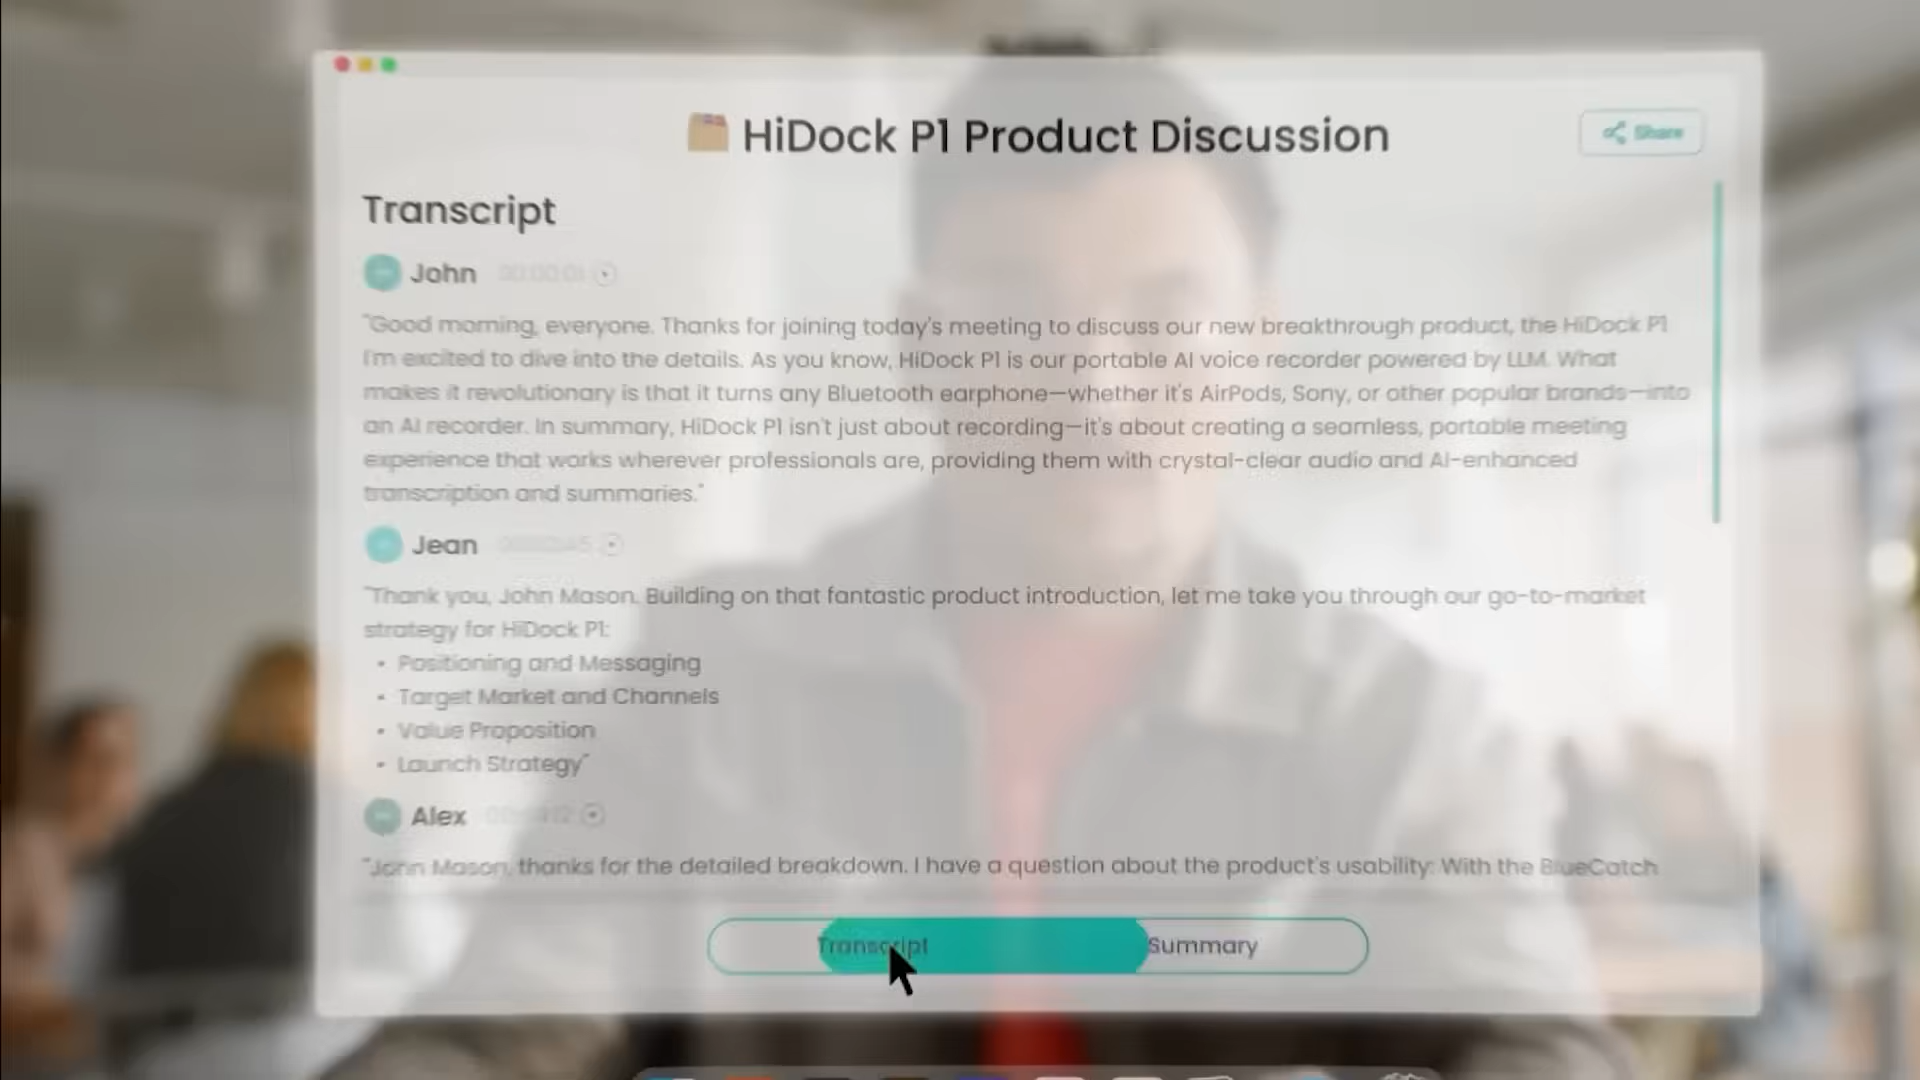 HiDock P1 Product Discussion
Share
Transcript
John
"Good morning, everyone. Thanks for joining today's meeting to discuss our new breakthrough product, the HiDock P1
I'm excited to dive into the details. As you know, HiDock P1 is our portable AI voice recorder powered by LLM. What
makes it revolutionary is that it turns any Bluetooth earphone—whether it's AirPods, Sony, or other popular brands—into
an AI recorder. In summary, HiDock P1 isn't just about recording—it's about creating a seamless, portable meeting
experience that works wherever professionals are, providing them with crystal-clear audio and AI-enhanced
transcription and summaries."
Jean
"Thank you, John Mason. Building on that fantastic product introduction, let me take you through our go-to-market
strategy for HiDock P1:
• Positioning and Messaging
• Target Market and Channels
• Value Proposition
• Launch Strategy"
Alex
"John Mason, thanks for the detailed breakdown. I have a question about the product's usability: With the BlueCatch
Transcript
Summary